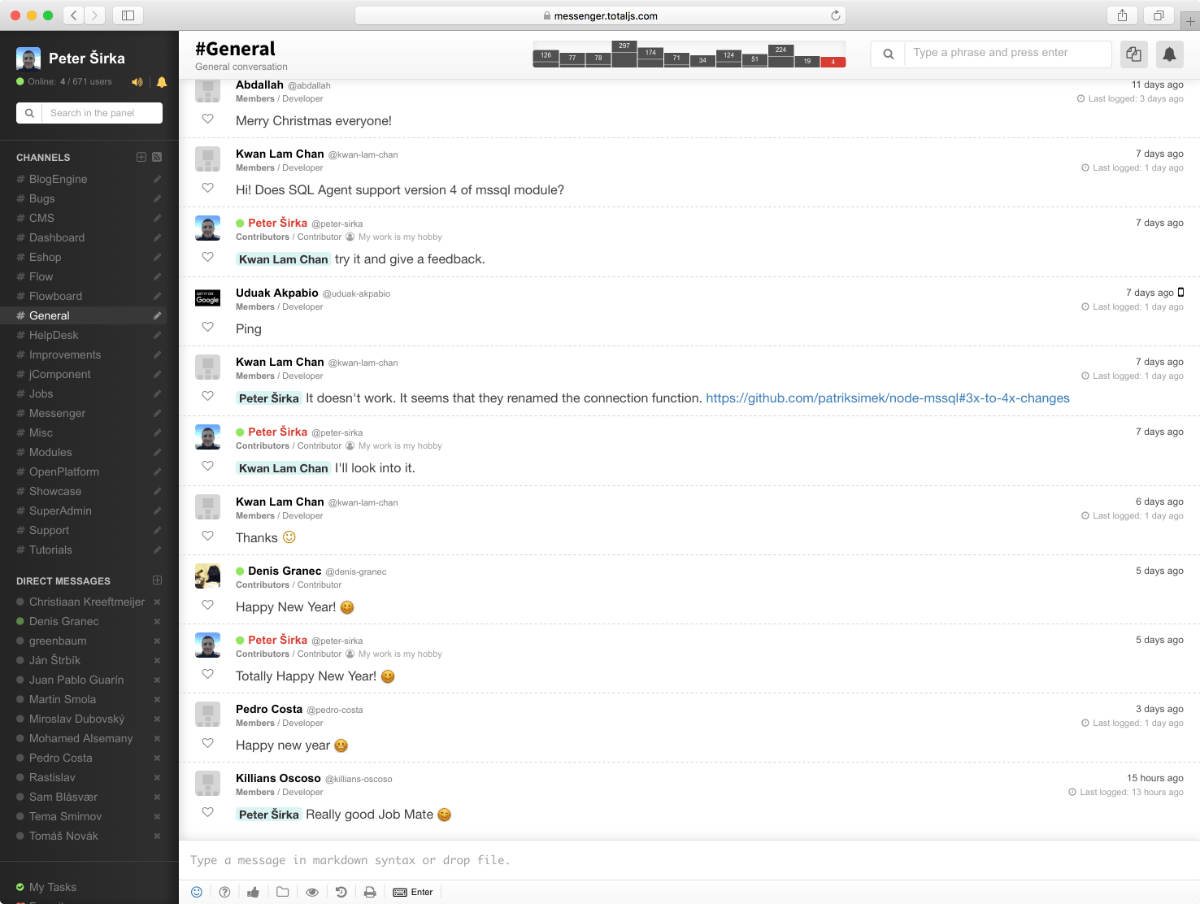 messenger.totaljs.com
Peter Širka
Online: 4 / 671 users
Search in the panel
CHANNELS
# BlogEngine
# Bugs
# CMS
# Dashboard
# Eshop
# Flow
# Flowboard
# General
# HelpDesk
# Improvements
# jComponent
# Jobs
# Messenger
# Misc
# Modules
# OpenPlatform
# Showcase
# SuperAdmin
# Support
# Tutorials
DIRECT MESSAGES
Christiaan Kreeftmeijer
Denis Granec
greenbaum
Ján Štrbík
Juan Pablo Guarín
Martin Smola
Miroslav Dubovský
Mohamed Alsemany
Pedro Costa
Rastislav
Sam Blåsvær
Tema Smirnov
Tomáš Novák
My Tasks
#General
General conversation
126 77 78 297 174 71 34 124 51 224 19 4
Type a phrase and press enter
Abdallah @abdallah 11 days ago
Members / Developer Last logged: 3 days ago
Merry Christmas everyone!
Kwan Lam Chan @kwan-lam-chan 7 days ago
Members / Developer Last logged: 1 day ago
Hi! Does SQL Agent support version 4 of mssql module?
Peter Širka @peter-sirka 7 days ago
Contributors / Contributor My work is my hobby
Kwan Lam Chan try it and give a feedback.
GET IT ON
Google
Uduak Akpabio @uduak-akpabio 7 days ago
Members / Developer Last logged: 1 day ago
Ping
Kwan Lam Chan @kwan-lam-chan 7 days ago
Members / Developer Last logged: 1 day ago
Peter Širka It doesn't work. It seems that they renamed the connection function. https://github.com/patriksimek/node-mssql#3x-to-4x-changes
Peter Širka @peter-sirka 7 days ago
Contributors / Contributor My work is my hobby
Kwan Lam Chan I'll look into it.
Kwan Lam Chan @kwan-lam-chan 6 days ago
Members / Developer Last logged: 1 day ago
Thanks 🙂
Denis Granec @denis-granec 5 days ago
Contributors / Contributor
Happy New Year! 😄
Peter Širka @peter-sirka 5 days ago
Contributors / Contributor My work is my hobby
Totally Happy New Year! 😄
Pedro Costa @pedro-costa 3 days ago
Members / Developer Last logged: 1 day ago
Happy new year 😄
Killians Oscoso @killians-oscoso 15 hours ago
Members / Developer Last logged: 13 hours ago
Peter Širka Really good Job Mate 😄
Type a message in markdown syntax or drop file.
Enter